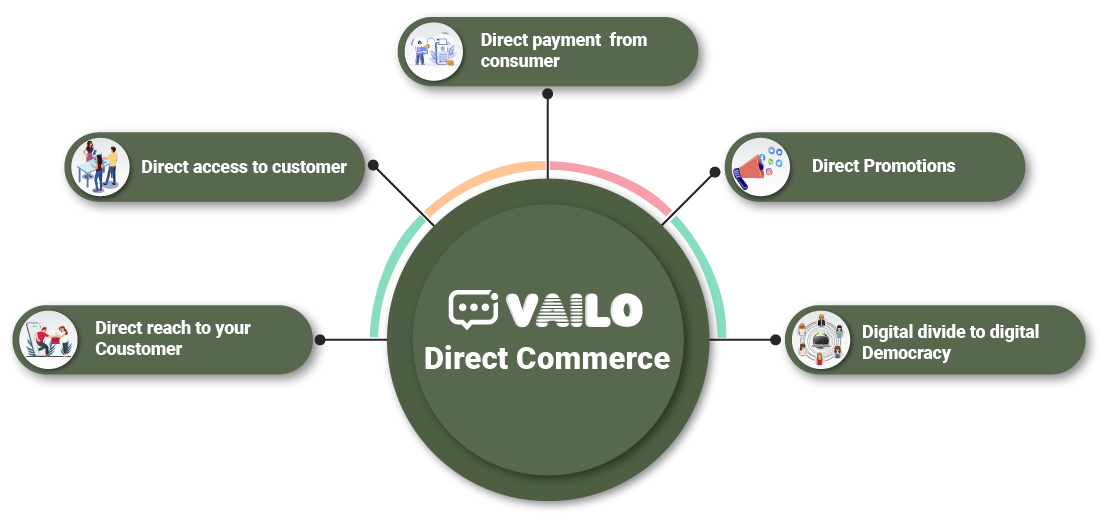 Direct payment from
consumer
Direct access to customer
Direct Promotions
Direct reach to your
Coustomer
VAILO
Direct Commerce
Digital divide to digital
Democracy